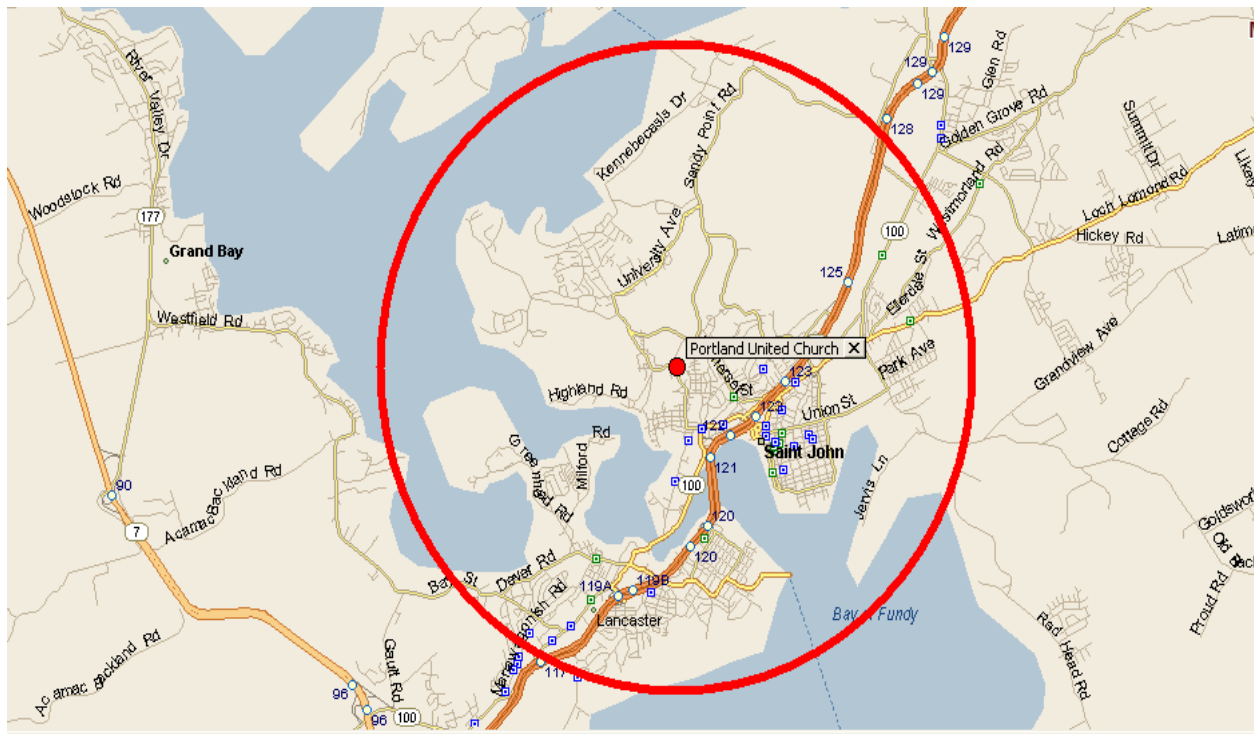 129
River Valley Dr
129
Glen Rd
129
Kennebecasis Dr
Sandy Point Rd
128
Golden Grove Rd
Summit Dr
Woodstock Rd
177
Grand Bay
University Ave
100
Westmorland Rd
Loch Lomond Rd
Hickey Rd
125
Ellerdale St
Westfield Rd
Portland United Church
Park Ave
Grandview Ave
123
Highland Rd
St
Union St
123
122
Rd
Milford
Saint John
Cottage Rd
121
Jervis Ln
100
90
7
Acamac Backland Rd
120
120
Dever Rd
Bay St
119A
119B
Lancaster
Bay of Fundy
Proud Rd
Red Head Rd
117
Gault Rd
Acamac Backland Rd
96
96
100